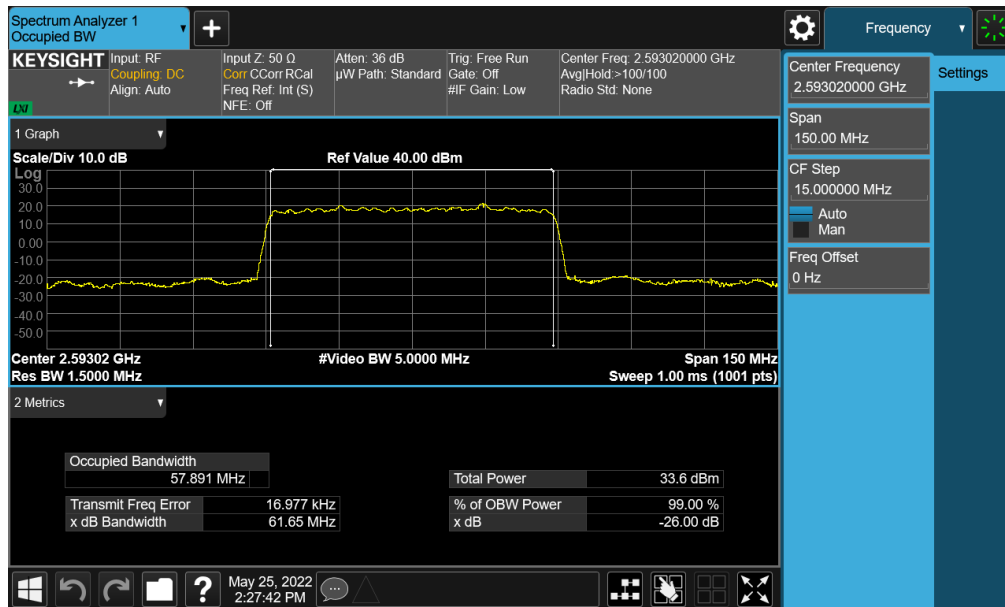 Spectrum Analyzer 1
Occupied BW
Frequency
KEYSIGHT
LXI
Input: RF
Coupling: DC
Align: Auto
Input Z: 50 Ω
Corr CCorr RCal
Freq Ref: Int (S)
NFE: Off
Atten: 36 dB
µW Path: Standard
Trig: Free Run
Gate: Off
#IF Gain: Low
Center Freq: 2.593020000 GHz
Avg|Hold:>100/100
Radio Std: None
Center Frequency
2.593020000 GHz
Settings
Span
150.00 MHz
CF Step
15.000000 MHz
Auto
Man
Freq Offset
0 Hz
1 Graph
Scale/Div 10.0 dB
Ref Value 40.00 dBm
Log
30.0
20.0
10.0
0.00
-10.0
-20.0
-30.0
-40.0
-50.0
Center 2.59302 GHz
#Video BW 5.0000 MHz
Span 150 MHz
Res BW 1.5000 MHz
Sweep 1.00 ms (1001 pts)
2 Metrics
Occupied Bandwidth
57.891 MHz
Total Power 33.6 dBm
Transmit Freq Error 16.977 kHz
% of OBW Power 99.00 %
x dB Bandwidth 61.65 MHz
x dB -26.00 dB
?
May 25, 2022
2:27:42 PM